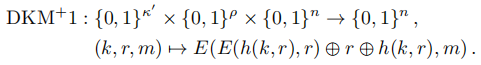 DKM⁺1 : {0, 1}^{κ′} × {0, 1}^ρ × {0, 1}ⁿ → {0, 1}ⁿ ,
(k, r, m) ↦ E(E(h(k, r), r) ⊕ r ⊕ h(k, r), m) .